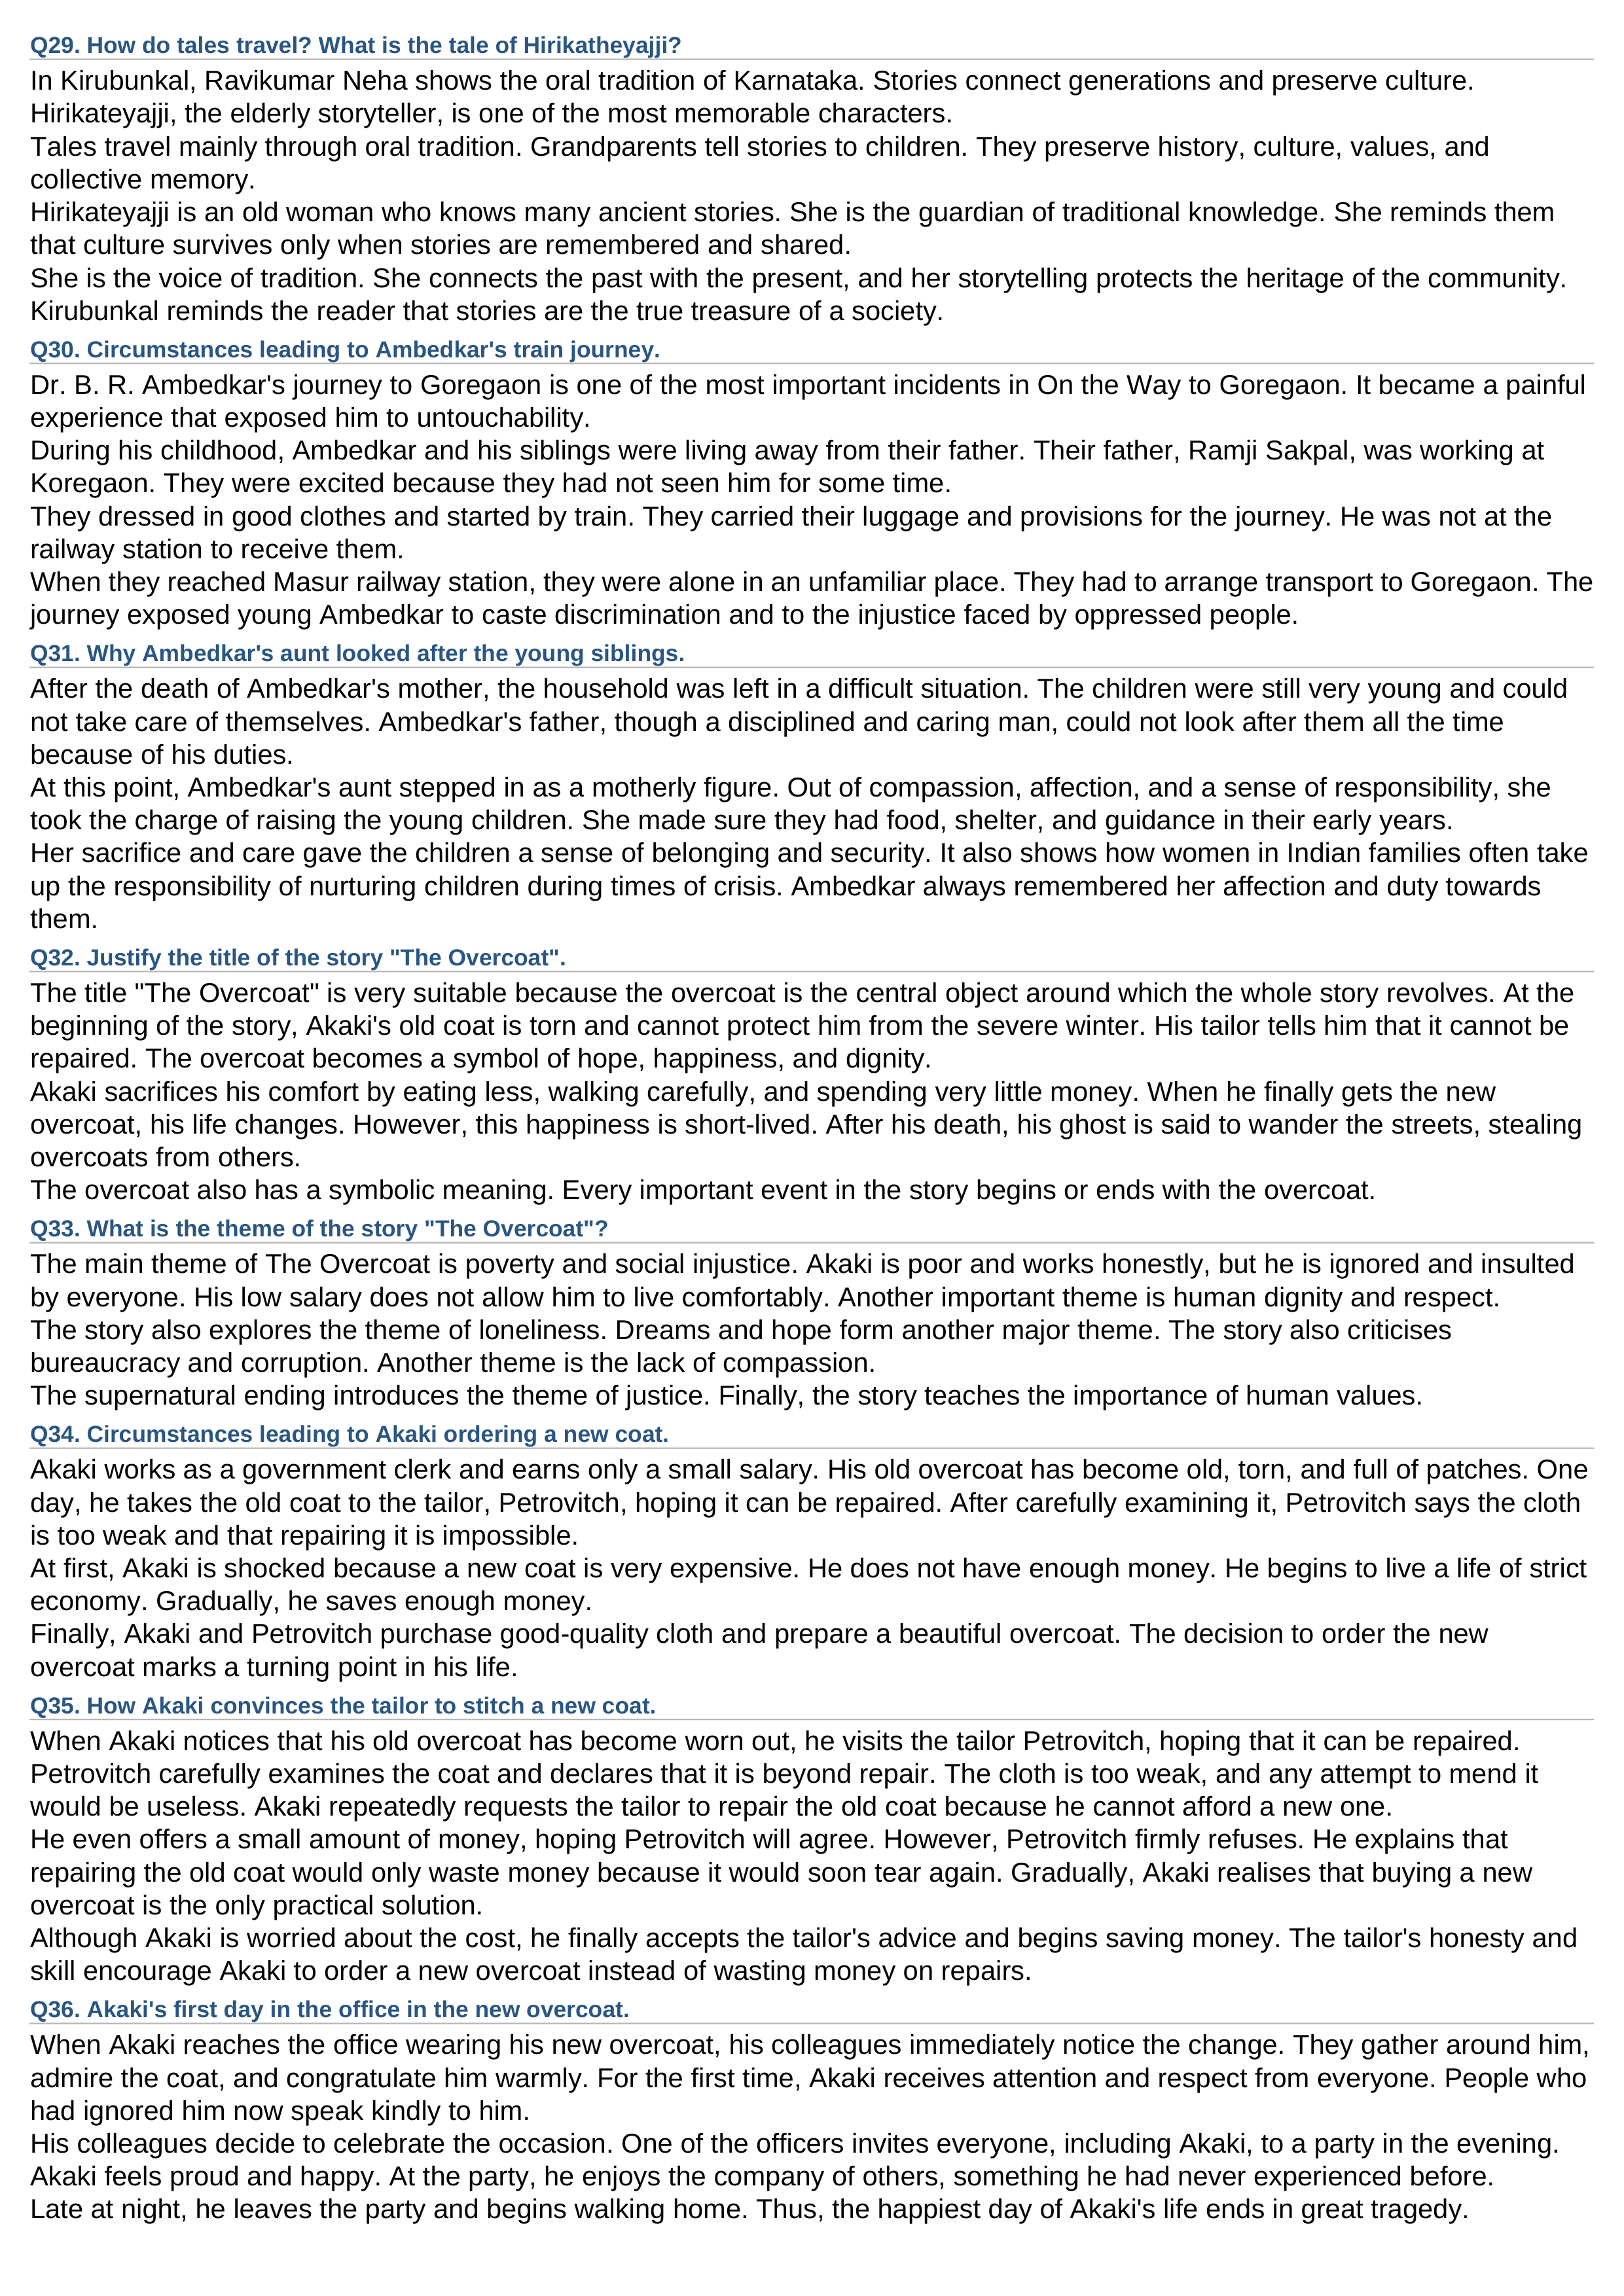 Q29. How do tales travel? What is the tale of Hirikatheyajji?
In Kirubunkal, Ravikumar Neha shows the oral tradition of Karnataka. Stories connect generations and preserve culture.
Hirikateyajji, the elderly storyteller, is one of the most memorable characters.
Tales travel mainly through oral tradition. Grandparents tell stories to children. They preserve history, culture, values, and
collective memory.
Hirikateyajji is an old woman who knows many ancient stories. She is the guardian of traditional knowledge. She reminds them
that culture survives only when stories are remembered and shared.
She is the voice of tradition. She connects the past with the present, and her storytelling protects the heritage of the community.
Kirubunkal reminds the reader that stories are the true treasure of a society.
Q30. Circumstances leading to Ambedkar's train journey.
Dr. B. R. Ambedkar's journey to Goregaon is one of the most important incidents in On the Way to Goregaon. It became a painful
experience that exposed him to untouchability.
During his childhood, Ambedkar and his siblings were living away from their father. Their father, Ramji Sakpal, was working at
Koregaon. They were excited because they had not seen him for some time.
They dressed in good clothes and started by train. They carried their luggage and provisions for the journey. He was not at the
railway station to receive them.
When they reached Masur railway station, they were alone in an unfamiliar place. They had to arrange transport to Goregaon. The
journey exposed young Ambedkar to caste discrimination and to the injustice faced by oppressed people.
Q31. Why Ambedkar's aunt looked after the young siblings.
After the death of Ambedkar's mother, the household was left in a difficult situation. The children were still very young and could
not take care of themselves. Ambedkar's father, though a disciplined and caring man, could not look after them all the time
because of his duties.
At this point, Ambedkar's aunt stepped in as a motherly figure. Out of compassion, affection, and a sense of responsibility, she
took the charge of raising the young children. She made sure they had food, shelter, and guidance in their early years.
Her sacrifice and care gave the children a sense of belonging and security. It also shows how women in Indian families often take
up the responsibility of nurturing children during times of crisis. Ambedkar always remembered her affection and duty towards
them.
Q32. Justify the title of the story "The Overcoat".
The title "The Overcoat" is very suitable because the overcoat is the central object around which the whole story revolves. At the
beginning of the story, Akaki's old coat is torn and cannot protect him from the severe winter. His tailor tells him that it cannot be
repaired. The overcoat becomes a symbol of hope, happiness, and dignity.
Akaki sacrifices his comfort by eating less, walking carefully, and spending very little money. When he finally gets the new
overcoat, his life changes. However, this happiness is short-lived. After his death, his ghost is said to wander the streets, stealing
overcoats from others.
The overcoat also has a symbolic meaning. Every important event in the story begins or ends with the overcoat.
Q33. What is the theme of the story "The Overcoat"?
The main theme of The Overcoat is poverty and social injustice. Akaki is poor and works honestly, but he is ignored and insulted
by everyone. His low salary does not allow him to live comfortably. Another important theme is human dignity and respect.
The story also explores the theme of loneliness. Dreams and hope form another major theme. The story also criticises
bureaucracy and corruption. Another theme is the lack of compassion.
The supernatural ending introduces the theme of justice. Finally, the story teaches the importance of human values.
Q34. Circumstances leading to Akaki ordering a new coat.
Akaki works as a government clerk and earns only a small salary. His old overcoat has become old, torn, and full of patches. One
day, he takes the old coat to the tailor, Petrovitch, hoping it can be repaired. After carefully examining it, Petrovitch says the cloth
is too weak and that repairing it is impossible.
At first, Akaki is shocked because a new coat is very expensive. He does not have enough money. He begins to live a life of strict
economy. Gradually, he saves enough money.
Finally, Akaki and Petrovitch purchase good-quality cloth and prepare a beautiful overcoat. The decision to order the new
overcoat marks a turning point in his life.
Q35. How Akaki convinces the tailor to stitch a new coat.
When Akaki notices that his old overcoat has become worn out, he visits the tailor Petrovitch, hoping that it can be repaired.
Petrovitch carefully examines the coat and declares that it is beyond repair. The cloth is too weak, and any attempt to mend it
would be useless. Akaki repeatedly requests the tailor to repair the old coat because he cannot afford a new one.
He even offers a small amount of money, hoping Petrovitch will agree. However, Petrovitch firmly refuses. He explains that
repairing the old coat would only waste money because it would soon tear again. Gradually, Akaki realises that buying a new
overcoat is the only practical solution.
Although Akaki is worried about the cost, he finally accepts the tailor's advice and begins saving money. The tailor's honesty and
skill encourage Akaki to order a new overcoat instead of wasting money on repairs.
Q36. Akaki's first day in the office in the new overcoat.
When Akaki reaches the office wearing his new overcoat, his colleagues immediately notice the change. They gather around him,
admire the coat, and congratulate him warmly. For the first time, Akaki receives attention and respect from everyone. People who
had ignored him now speak kindly to him.
His colleagues decide to celebrate the occasion. One of the officers invites everyone, including Akaki, to a party in the evening.
Akaki feels proud and happy. At the party, he enjoys the company of others, something he had never experienced before.
Late at night, he leaves the party and begins walking home. Thus, the happiest day of Akaki's life ends in great tragedy.